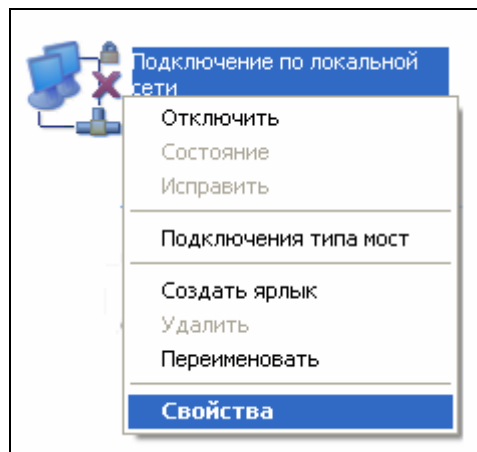 Подключение по локальной
сети
Отключить
Состояние
Исправить
Подключения типа мост
Создать ярлык
Удалить
Переименовать
Свойства